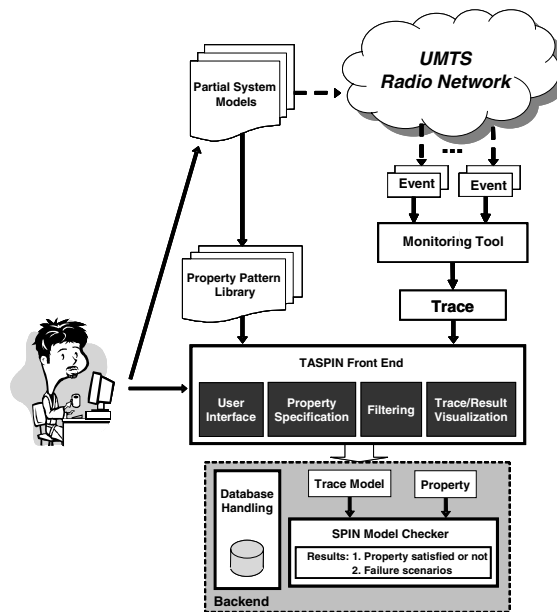 UMTS
Radio Network
Partial System
Models
Event
Event
Monitoring Tool
Property Pattern
Library
Trace
TASPIN Front End
User
Interface
Property
Specification
Filtering
Trace/Result
Visualization
Database
Handling
Trace Model
Property
SPIN Model Checker
Results: 1. Property satisfied or not
2. Failure scenarios
Backend